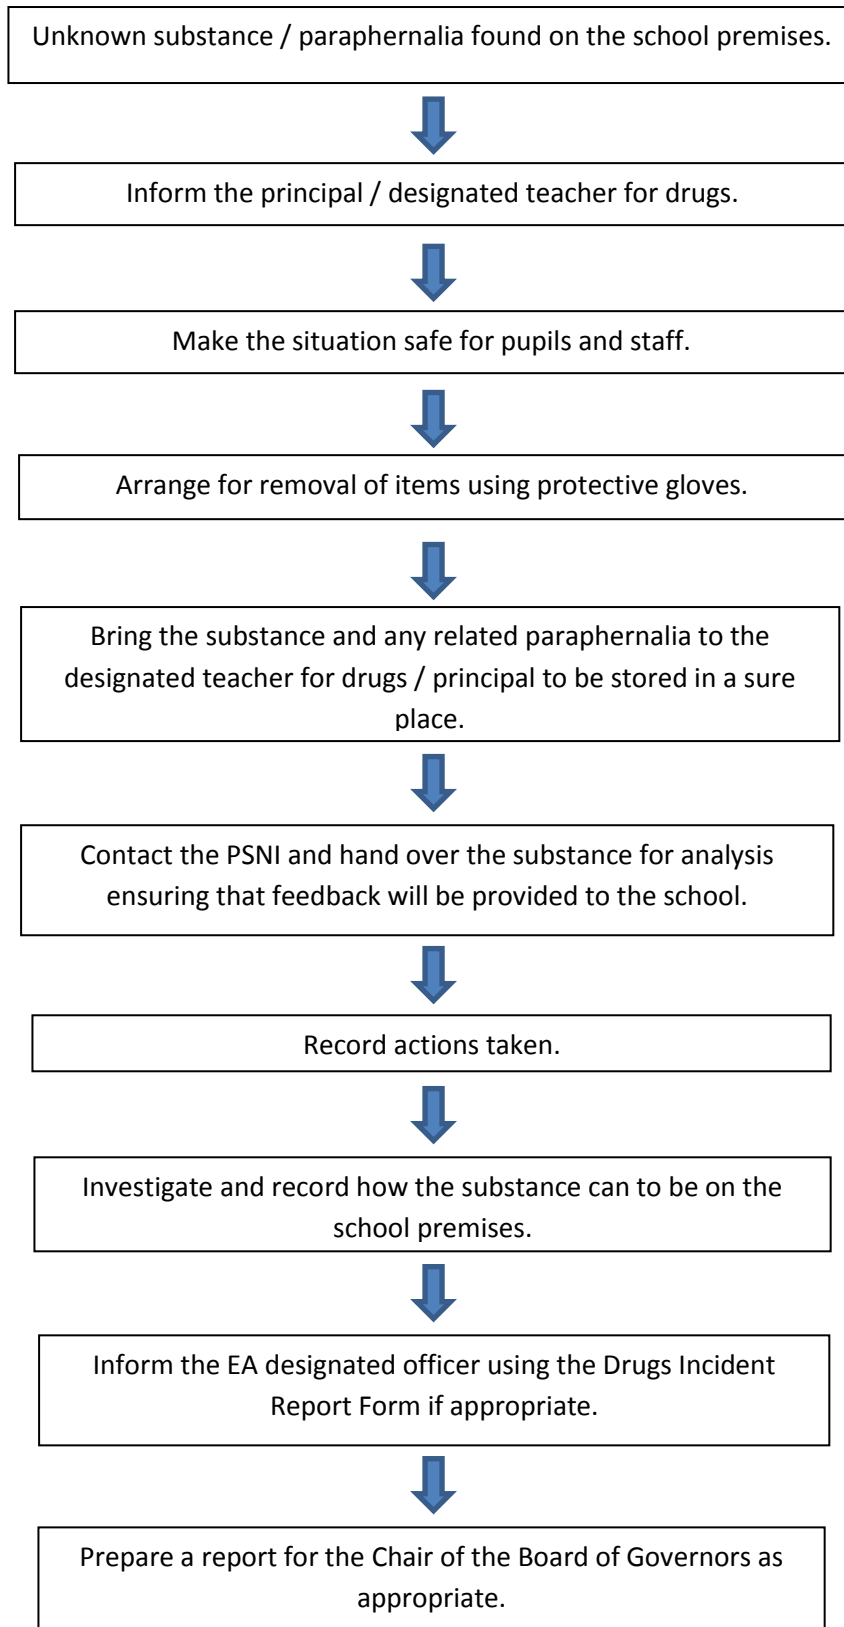 Unknown substance / paraphernalia found on the school premises.
Inform the principal / designated teacher for drugs.
Make the situation safe for pupils and staff.
Arrange for removal of items using protective gloves.
Bring the substance and any related paraphernalia to the
designated teacher for drugs / principal to be stored in a sure
place.
Contact the PSNI and hand over the substance for analysis
ensuring that feedback will be provided to the school.
Record actions taken.
Investigate and record how the substance can to be on the
school premises.
Inform the EA designated officer using the Drugs Incident
Report Form if appropriate.
Prepare a report for the Chair of the Board of Governors as
appropriate.